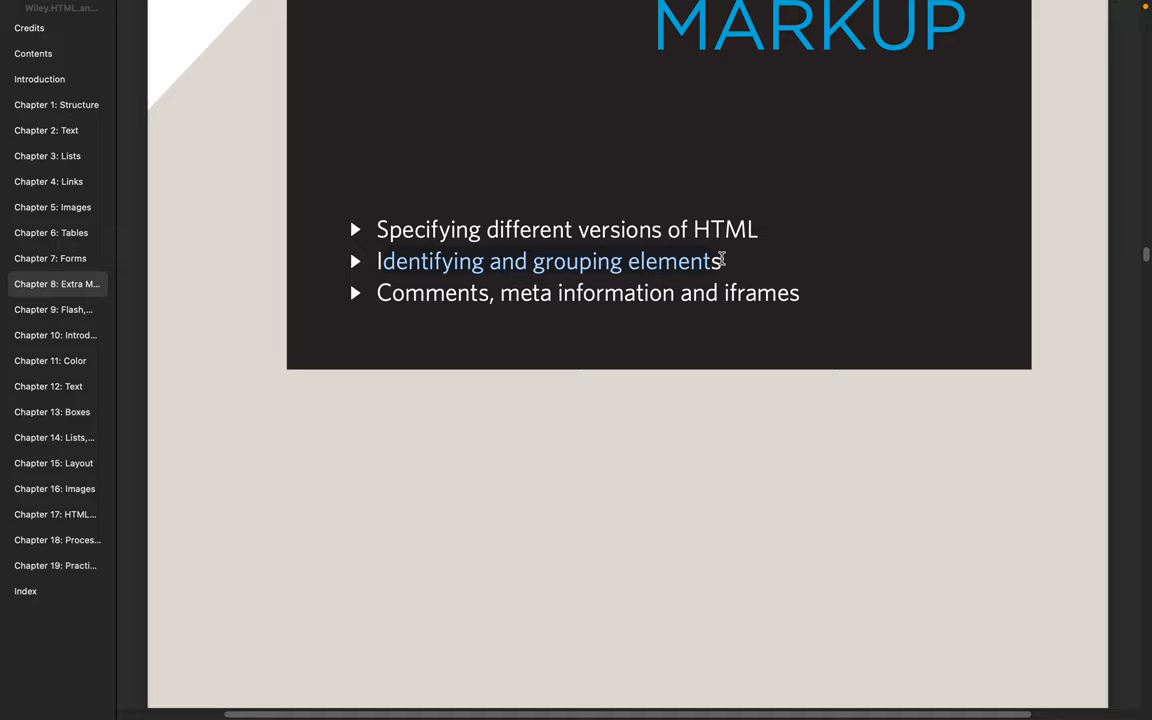 Wiley.HTML.an...
Credits
Contents
Introduction
Chapter 1: Structure
Chapter 2: Text
Chapter 3: Lists
Chapter 4: Links
Chapter 5: Images
Chapter 6: Tables
Chapter 7: Forms
Chapter 8: Extra M...
Chapter 9: Flash,...
Chapter 10: Introd...
Chapter 11: Color
Chapter 12: Text
Chapter 13: Boxes
Chapter 14: Lists,...
Chapter 15: Layout
Chapter 16: Images
Chapter 17: HTML...
Chapter 18: Proces...
Chapter 19: Practi...
Index
MARKUP
Specifying different versions of HTML
Identifying and grouping elements
Comments, meta information and iframes